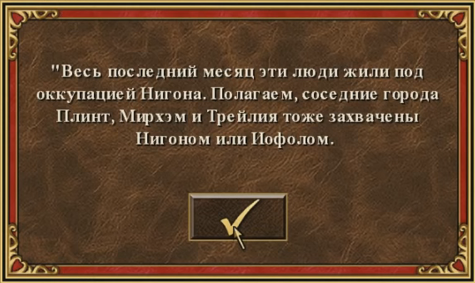 "Весь последний месяц эти люди жили под
оккупацией Нигона. Полагаем, соседние города
Плинт, Мирхэм и Трейлия тоже захвачены
Нигоном или Иофолом.